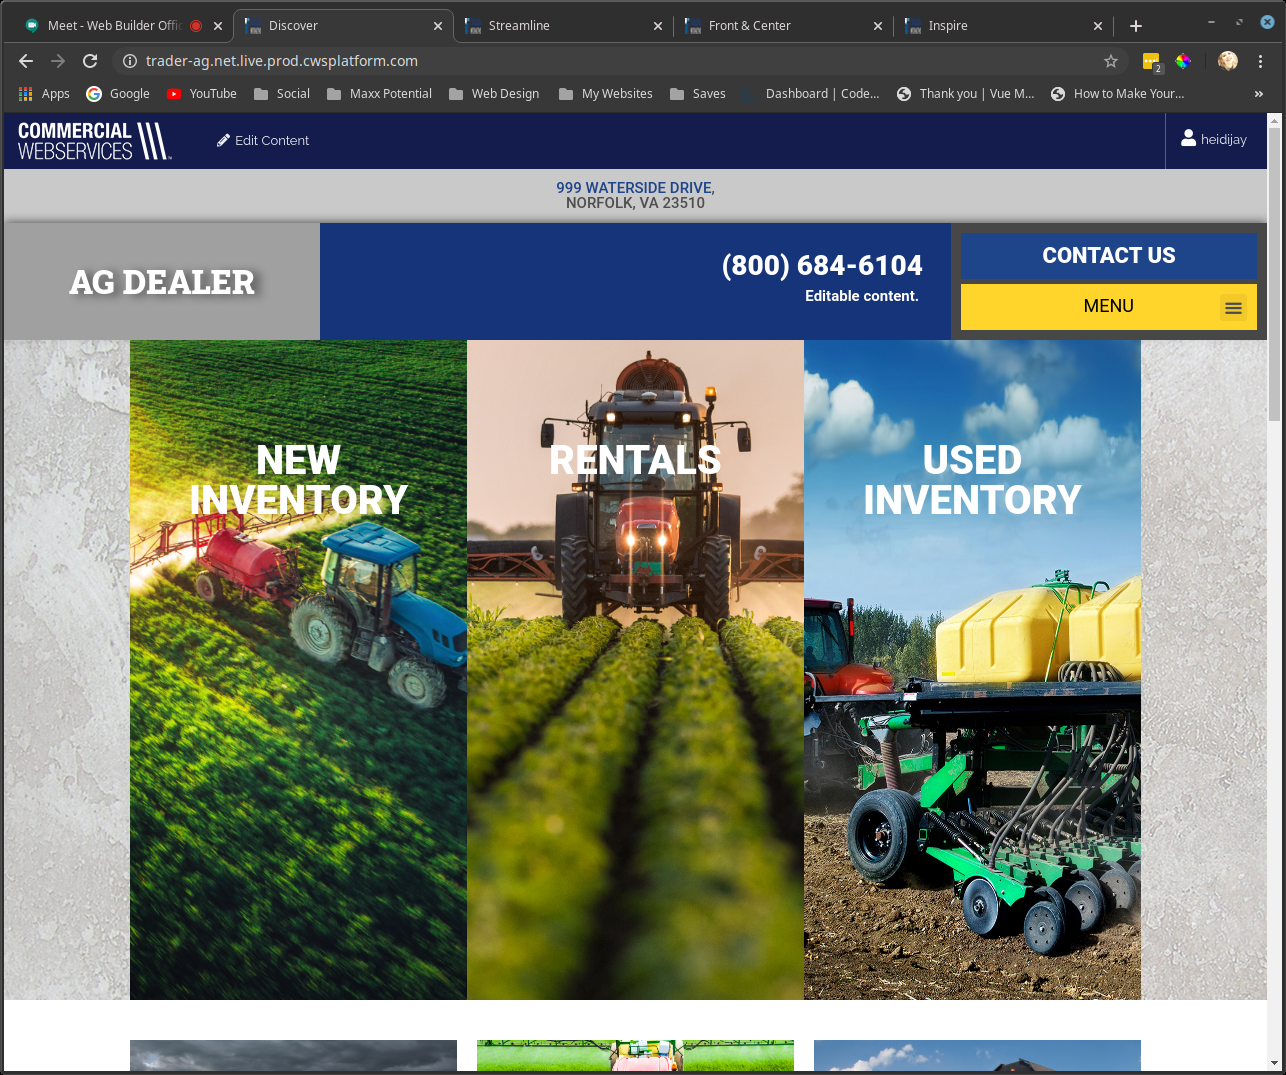 Meet - Web Builder Offic
Discover
Streamline
Front & Center
Inspire
trader-ag.net.live.prod.cwsplatform.com
2
Apps
Google
YouTube
Social
Maxx Potential
Web Design
My Websites
Saves
Dashboard | Code...
Thank you | Vue M...
How to Make Your...
»
COMMERCIAL
WEBSERVICES
Edit Content
heidijay
999 WATERSIDE DRIVE,
NORFOLK, VA 23510
AG DEALER
(800) 684-6104
Editable content.
CONTACT US
MENU
NEW
INVENTORY
RENTALS
USED
INVENTORY